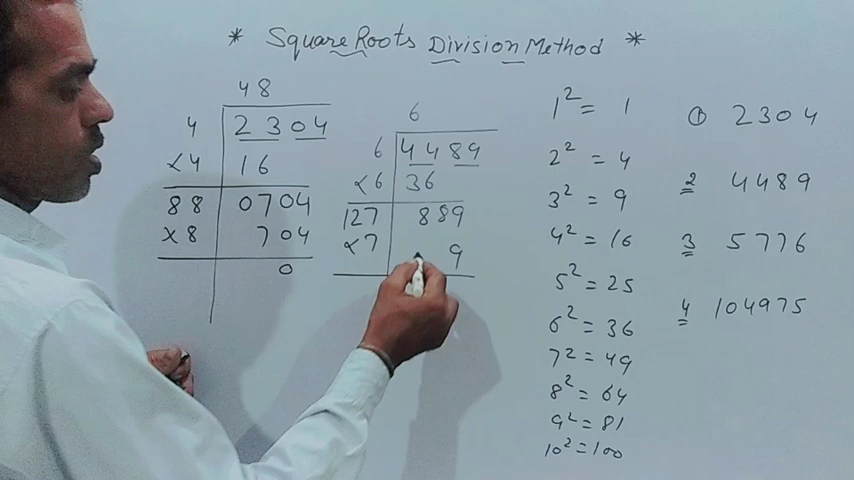 * Square Roots Division Method *
48
4 2304
×4 16
88 0704
×8 704
0
6
6 4489
×6 36
127 889
×7 9
1² = 1
2² = 4
3² = 9
4² = 16
5² = 25
6² = 36
7² = 49
8² = 64
9² = 81
10² = 100
① 2304
2 4489
3 5776
4 104975